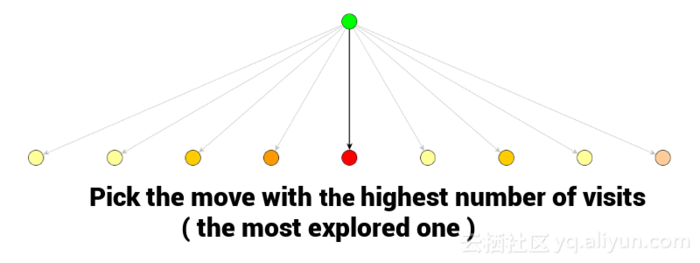 Pick the move with the highest number of visits
( the most explored one )
云栖社区 yq.aliyun.com